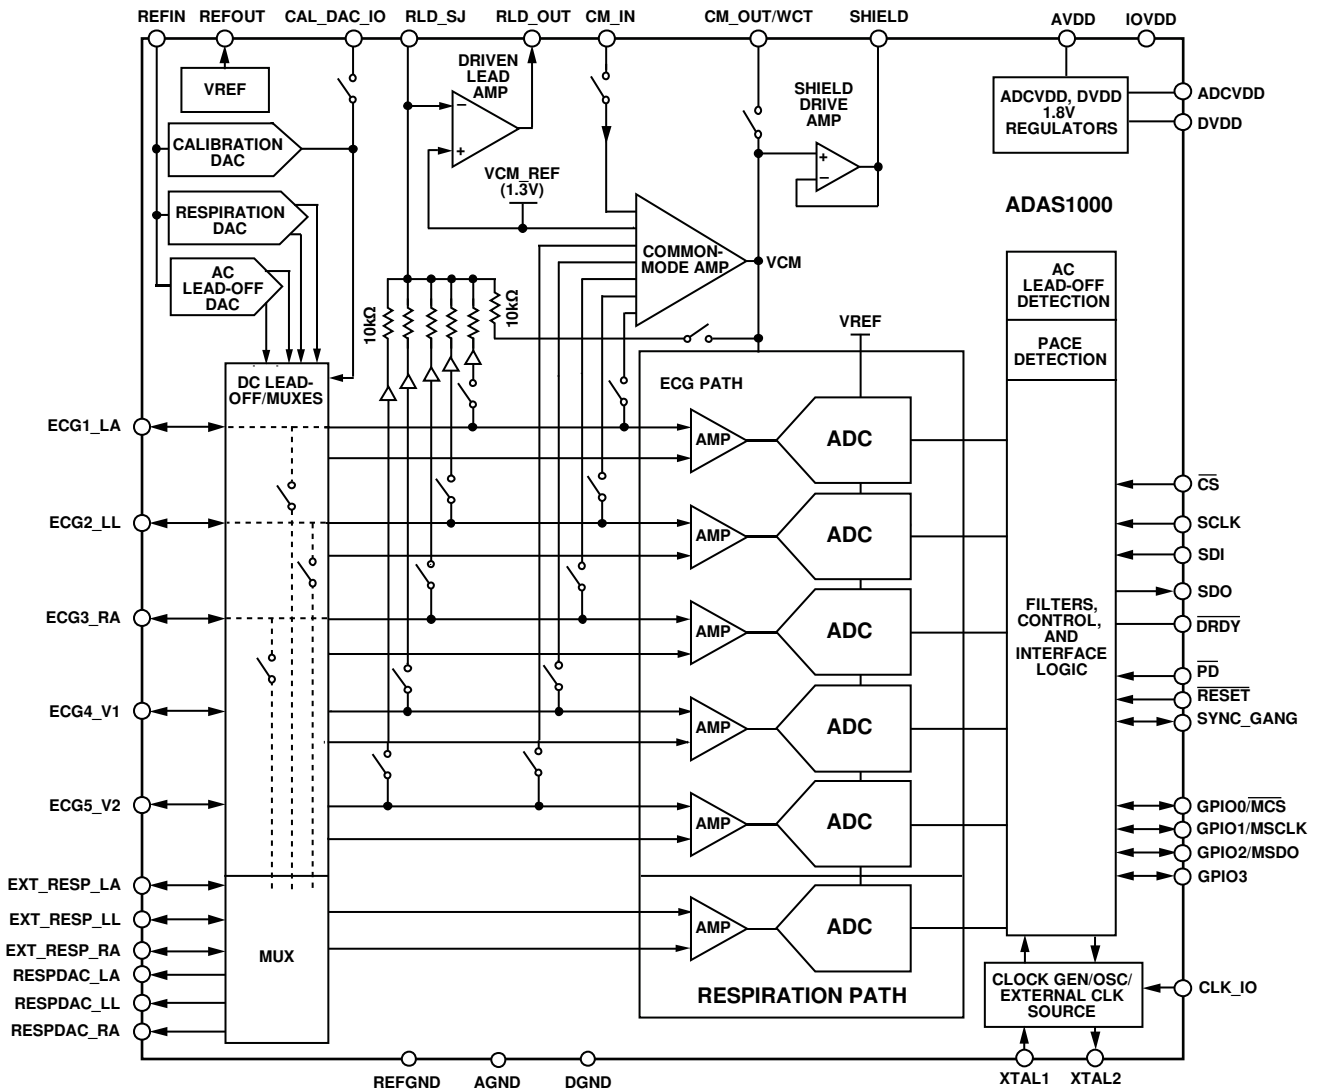 REFIN REFOUT CAL_DAC_IO RLD_SJ RLD_OUT CM_IN CM_OUT/WCT SHIELD AVDD IOVDD
VREF
DRIVEN
LEAD
AMP
–
+
SHIELD
DRIVE
AMP
+
–
ADCVDD, DVDD
1.8V
REGULATORS
ADCVDD
DVDD
CALIBRATION
DAC
VCM_REF
(1.3V)
RESPIRATION
DAC
ADAS1000
AC
LEAD-OFF
DAC
COMMON-
MODE AMP
VCM
AC
LEAD-OFF
DETECTION
10kΩ
10kΩ
VREF
PACE
DETECTION
DC LEAD-
OFF/MUXES
ECG PATH
ECG1_LA
AMP
ADC
ECG2_LL
AMP
ADC
ECG3_RA
AMP
ADC
ECG4_V1
AMP
ADC
ECG5_V2
AMP
ADC
FILTERS,
CONTROL,
AND
INTERFACE
LOGIC
CS
SCLK
SDI
SDO
DRDY
PD
RESET
SYNC_GANG
GPIO0/MCS
GPIO1/MSCLK
GPIO2/MSDO
GPIO3
EXT_RESP_LA
EXT_RESP_LL
EXT_RESP_RA
RESPDAC_LA
RESPDAC_LL
RESPDAC_RA
MUX
AMP
ADC
RESPIRATION PATH
CLOCK GEN/OSC/
EXTERNAL CLK
SOURCE
CLK_IO
REFGND AGND DGND XTAL1 XTAL2